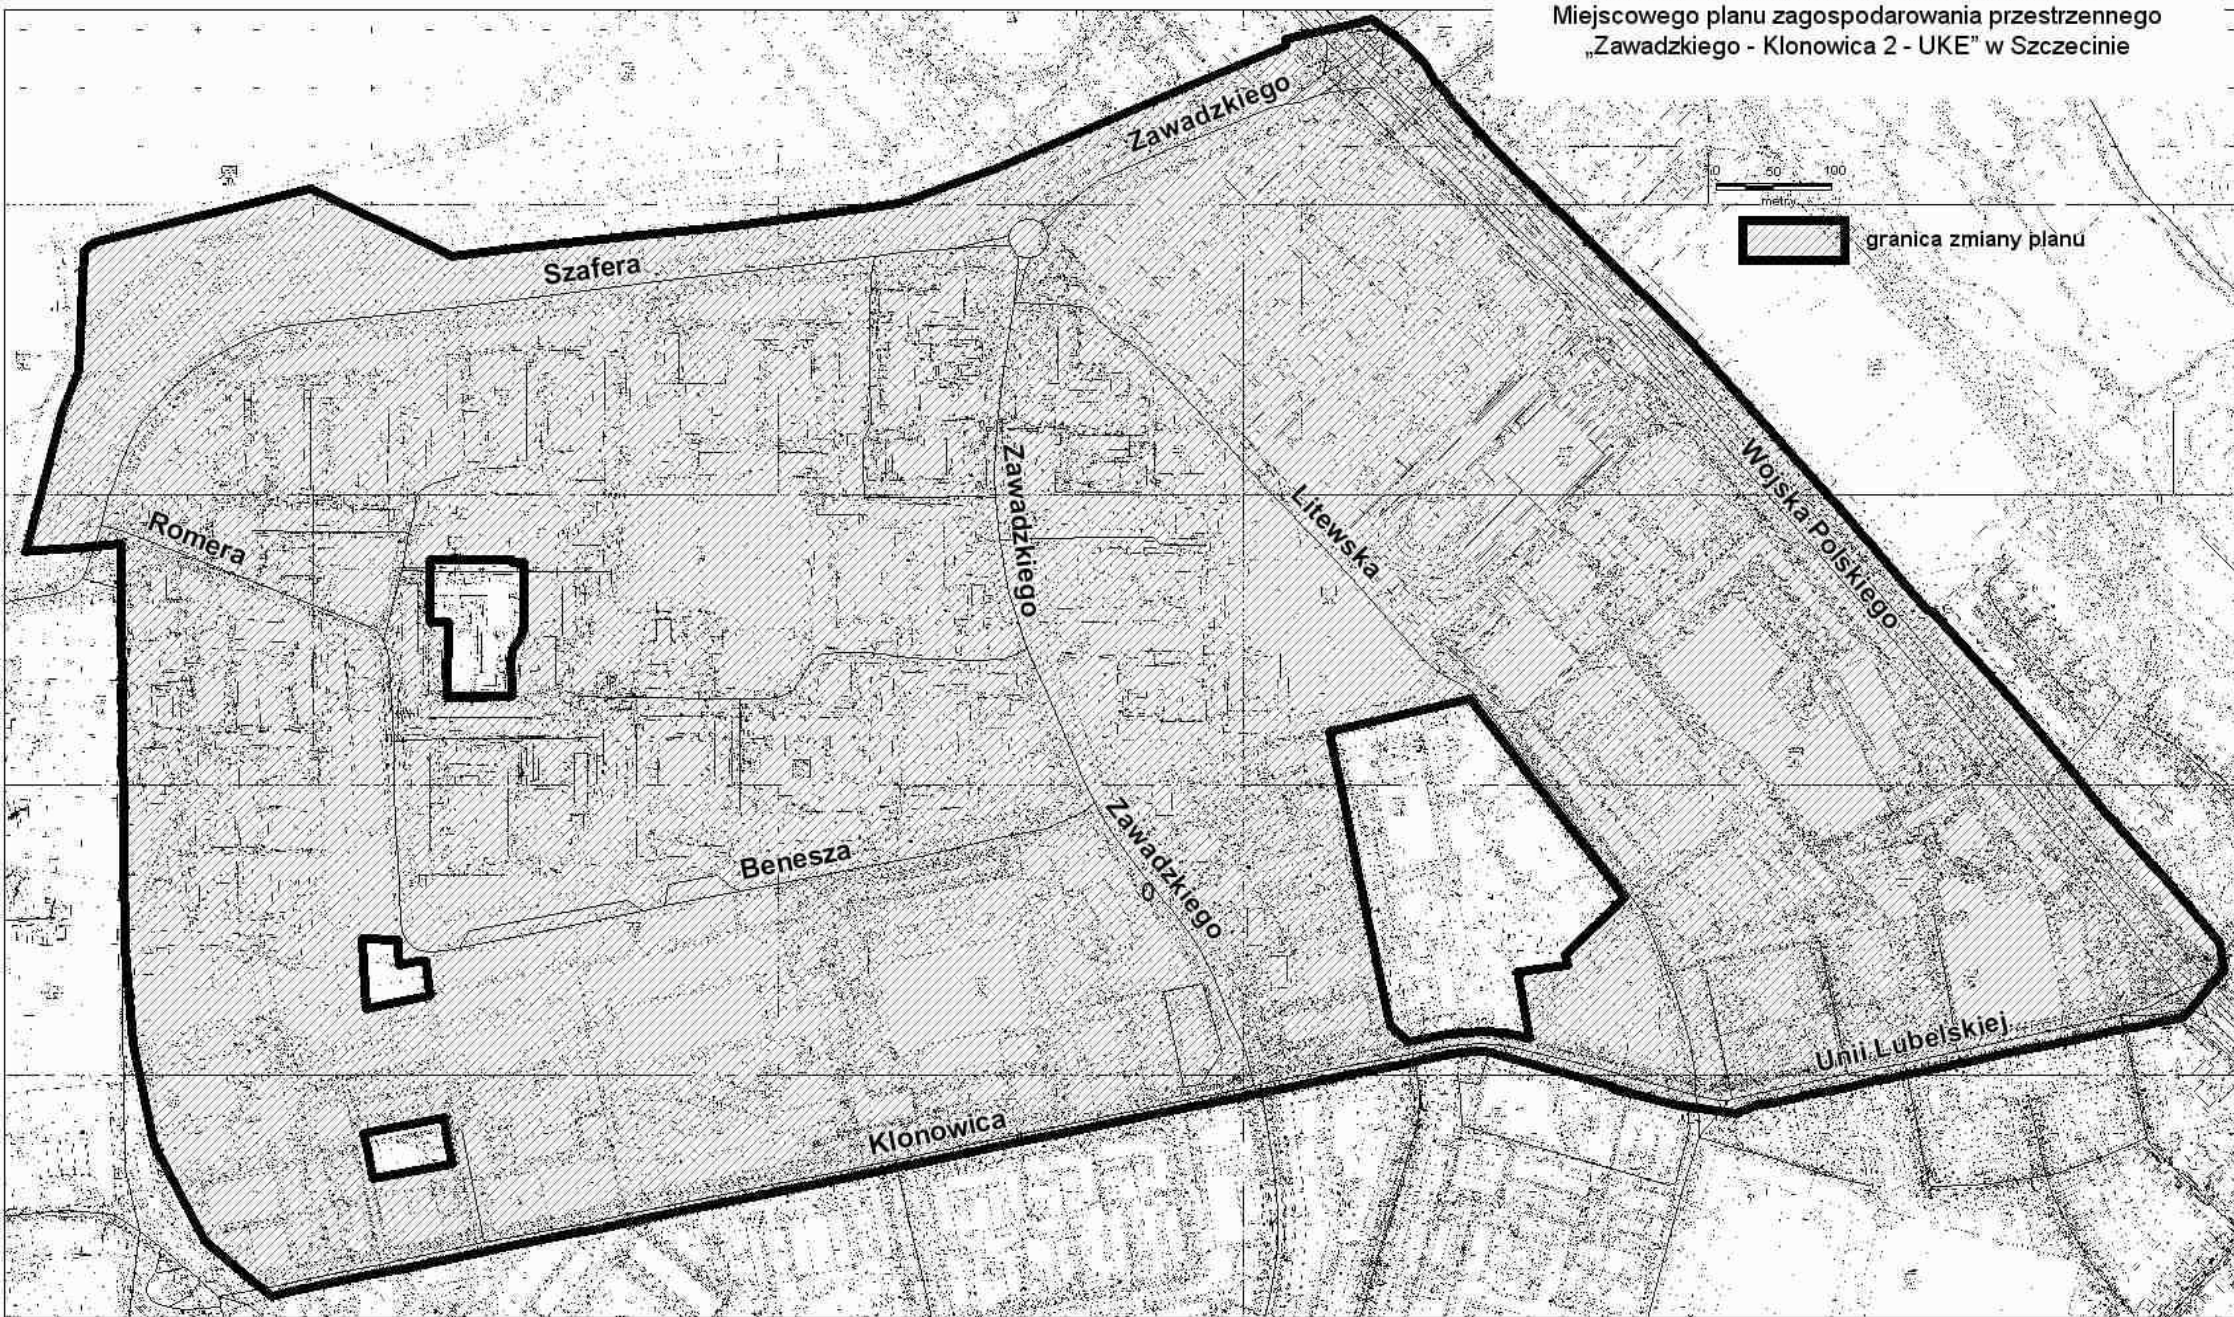 Miejscowego planu zagospodarowania przestrzennego
„Zawadzkiego - Klonowica 2 - UKE” w Szczecinie
0 50 100
metry
granica zmiany planu
Zawadzkiego
Szafera
Romera
Zawadzkiego
Litewska
Wojska Polskiego
Benesza
Zawadzkiego
Unii Lubelskiej
Klonowica